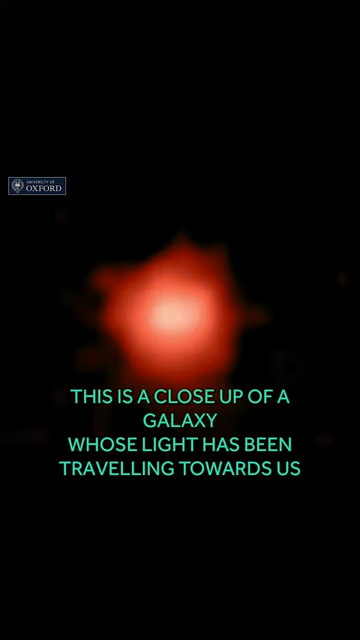 UNIVERSITY OF
OXFORD
THIS IS A CLOSE UP OF A
GALAXY
WHOSE LIGHT HAS BEEN
TRAVELLING TOWARDS US